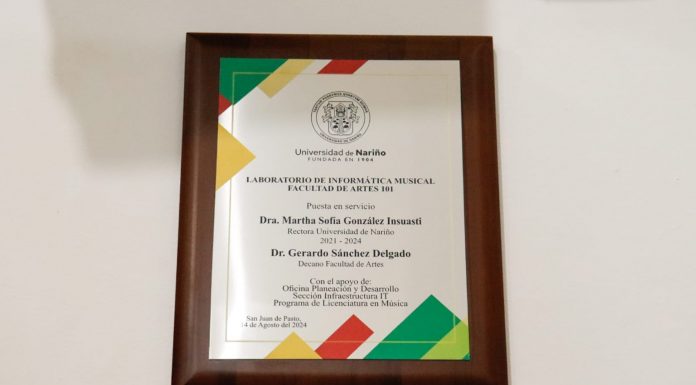 Universidad de Nariño
FUNDADA EN 1904
LABORATORIO DE INFORMÁTICA MUSICAL
FACULTAD DE ARTES 101
Puesta en servicio
Dra. Martha Sofia González Insuasti
Rectora Universidad de Nariño
2021 - 2024
Dr. Gerardo Sánchez Delgado
Decano Facultad de Artes
Con el apoyo de:
Oficina Planeación y Desarrollo
Sección Infraestructura IT
Programa de Licenciatura en Música
San Juan de Pasto,
14 de Agosto del 2024